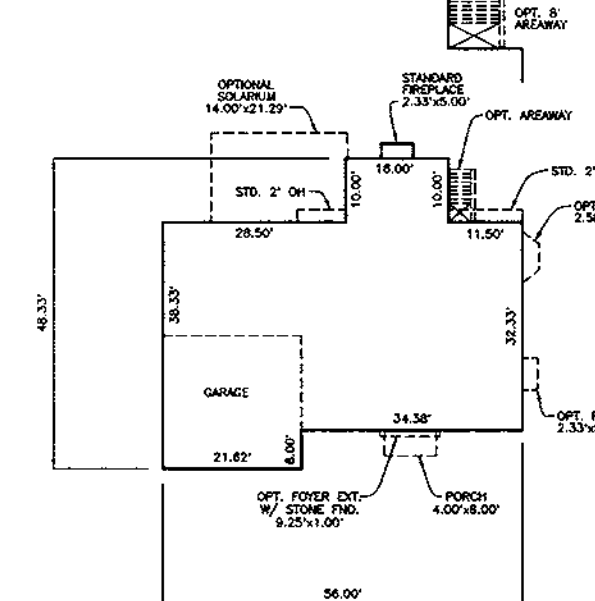 OPT. 8'
AREAWAY
OPTIONAL
SOLARIUM
14.00'x21.29'
STANDARD
FIREPLACE
2.33'x5.00'
OPT. AREAWAY
16.00'
STD. 2'
STD. 2' OH
10.00'
10.00'
28.50'
11.50'
48.33'
38.33'
32.33'
GARAGE
34.38'
21.62'
6.00'
OPT. FOYER EXT.
W/ STONE FND.
9.25'x1.00'
PORCH
4.00'x8.00'
56.00'